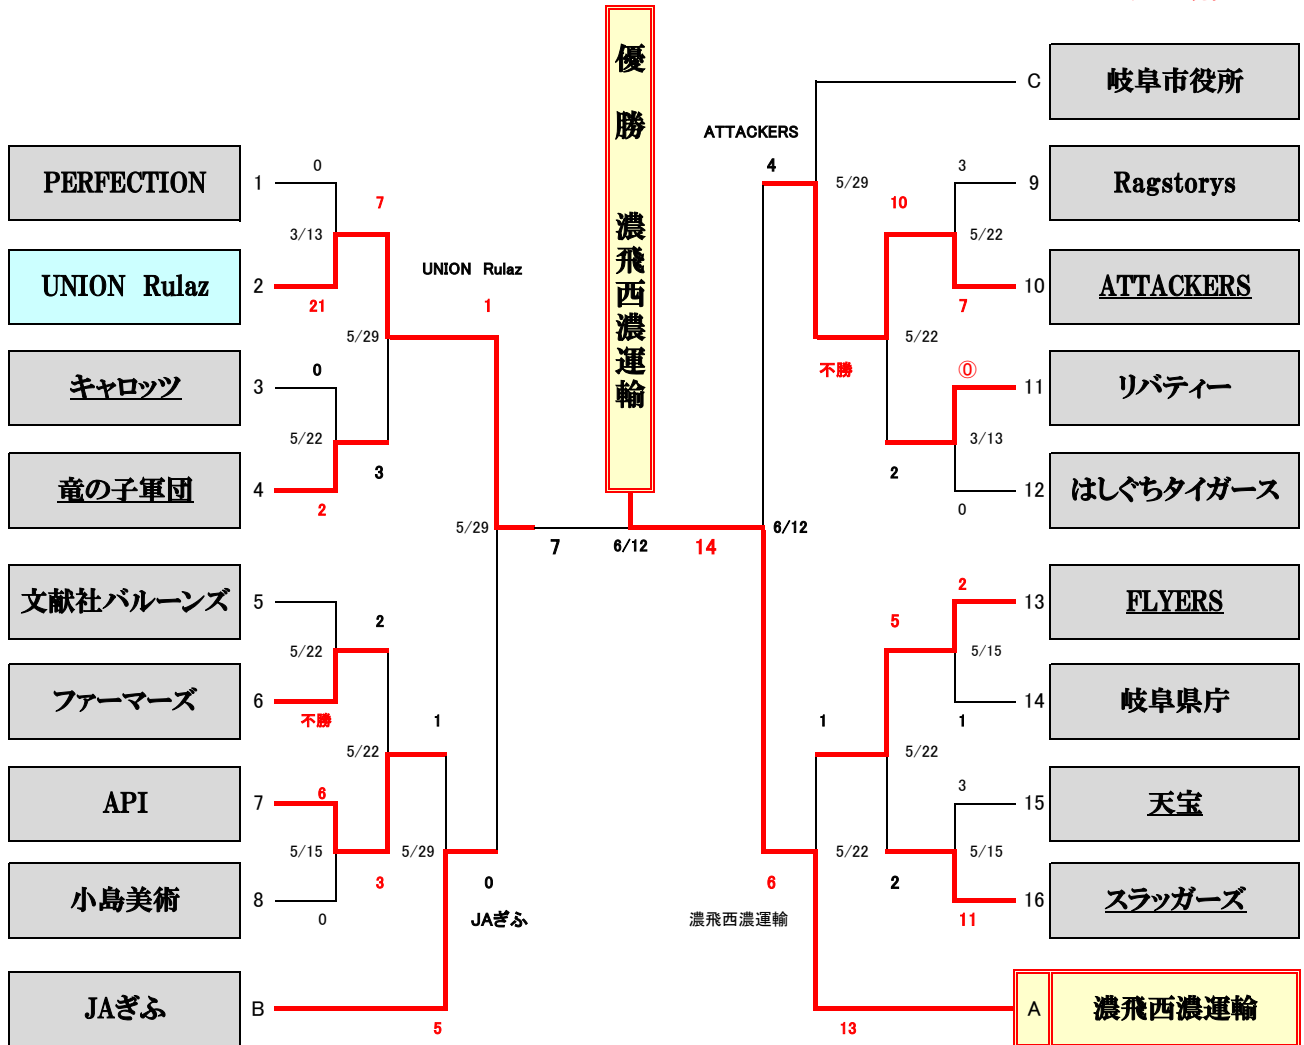 優勝 濃飛西濃運輸
C 岐阜市役所
ATTACKERS
4
5/29
PERFECTION 1
0
3/13
7
UNION Rulaz 2
21
UNION Rulaz
1
5/29
キャロッツ 3
0
5/22
竜の子軍団 4
2
3
5/29
7
6/12
14
6/12
文献社バルーンズ 5
5/22
2
ファーマーズ 6
不勝
5/22
1
API 7
6
5/15
3
5/29
小島美術 8
0
0
JAぎふ
JAぎふ B
5
3
9 Ragstorys
10
5/22
10 ATTACKERS
7
不勝
5/22
⓪
11 リバティー
3/13
2
12 はしぐちタイガース
0
2
13 FLYERS
5
5/15
14 岐阜県庁
1
1
5/22
3
15 天宝
5/15
5/22
2
16 スラッガーズ
11
6
濃飛西濃運輸
13
A 濃飛西濃運輸